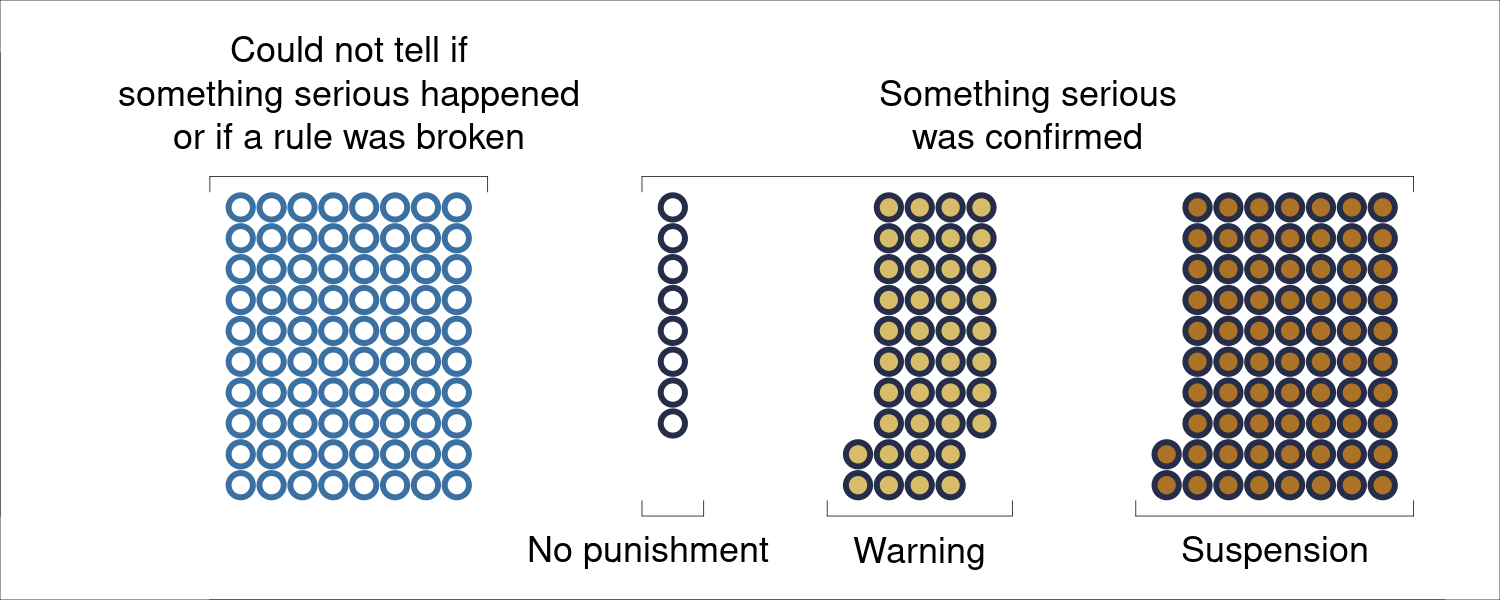 Could not tell if
something serious happened
or if a rule was broken
Something serious
was confirmed
No punishment
Warning
Suspension